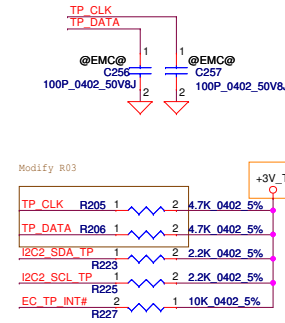 TP_CLK
TP_DATA
1 1
@EMC@ @EMC@
C256 C257
100P_0402_50V8J 100P_0402_50V8J
2 2
Modify R03
+3V_T
TP_CLK R205 1 2 4.7K_0402_5%
TP_DATA R206 1 2 4.7K_0402_5%
I2C2_SDA_TP 1 2 2.2K_0402_5%
R223
I2C2_SCL_TP 1 2 2.2K_0402_5%
R225
EC_TP_INT# 2 1 10K_0402_5%
R227